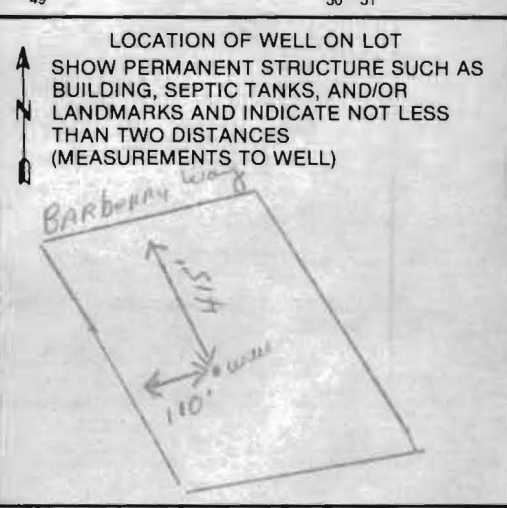 LOCATION OF WELL ON LOT
SHOW PERMANENT STRUCTURE SUCH AS
BUILDING, SEPTIC TANKS, AND/OR
N LANDMARKS AND INDICATE NOT LESS
THAN TWO DISTANCES
(MEASUREMENTS TO WELL)
BARberry Way
415'
well
110'